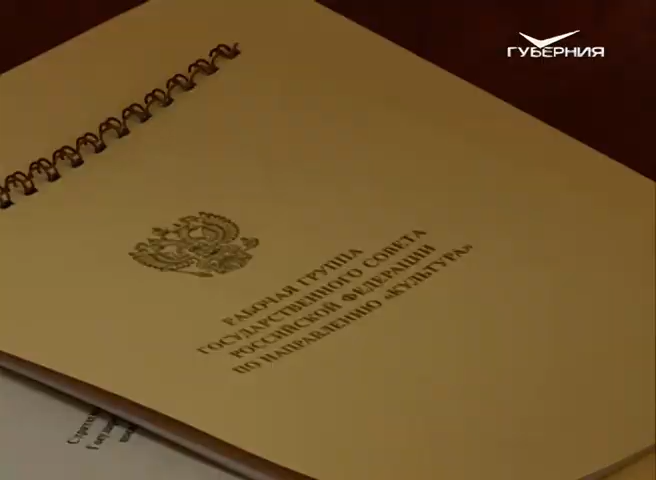 ГУБЕРНИЯ
РАБОЧАЯ ГРУППА
ГОСУДАРСТВЕННОГО СОВЕТА
РОССИЙСКОЙ ФЕДЕРАЦИИ
ПО НАПРАВЛЕНИЮ «КУЛЬТУРА»